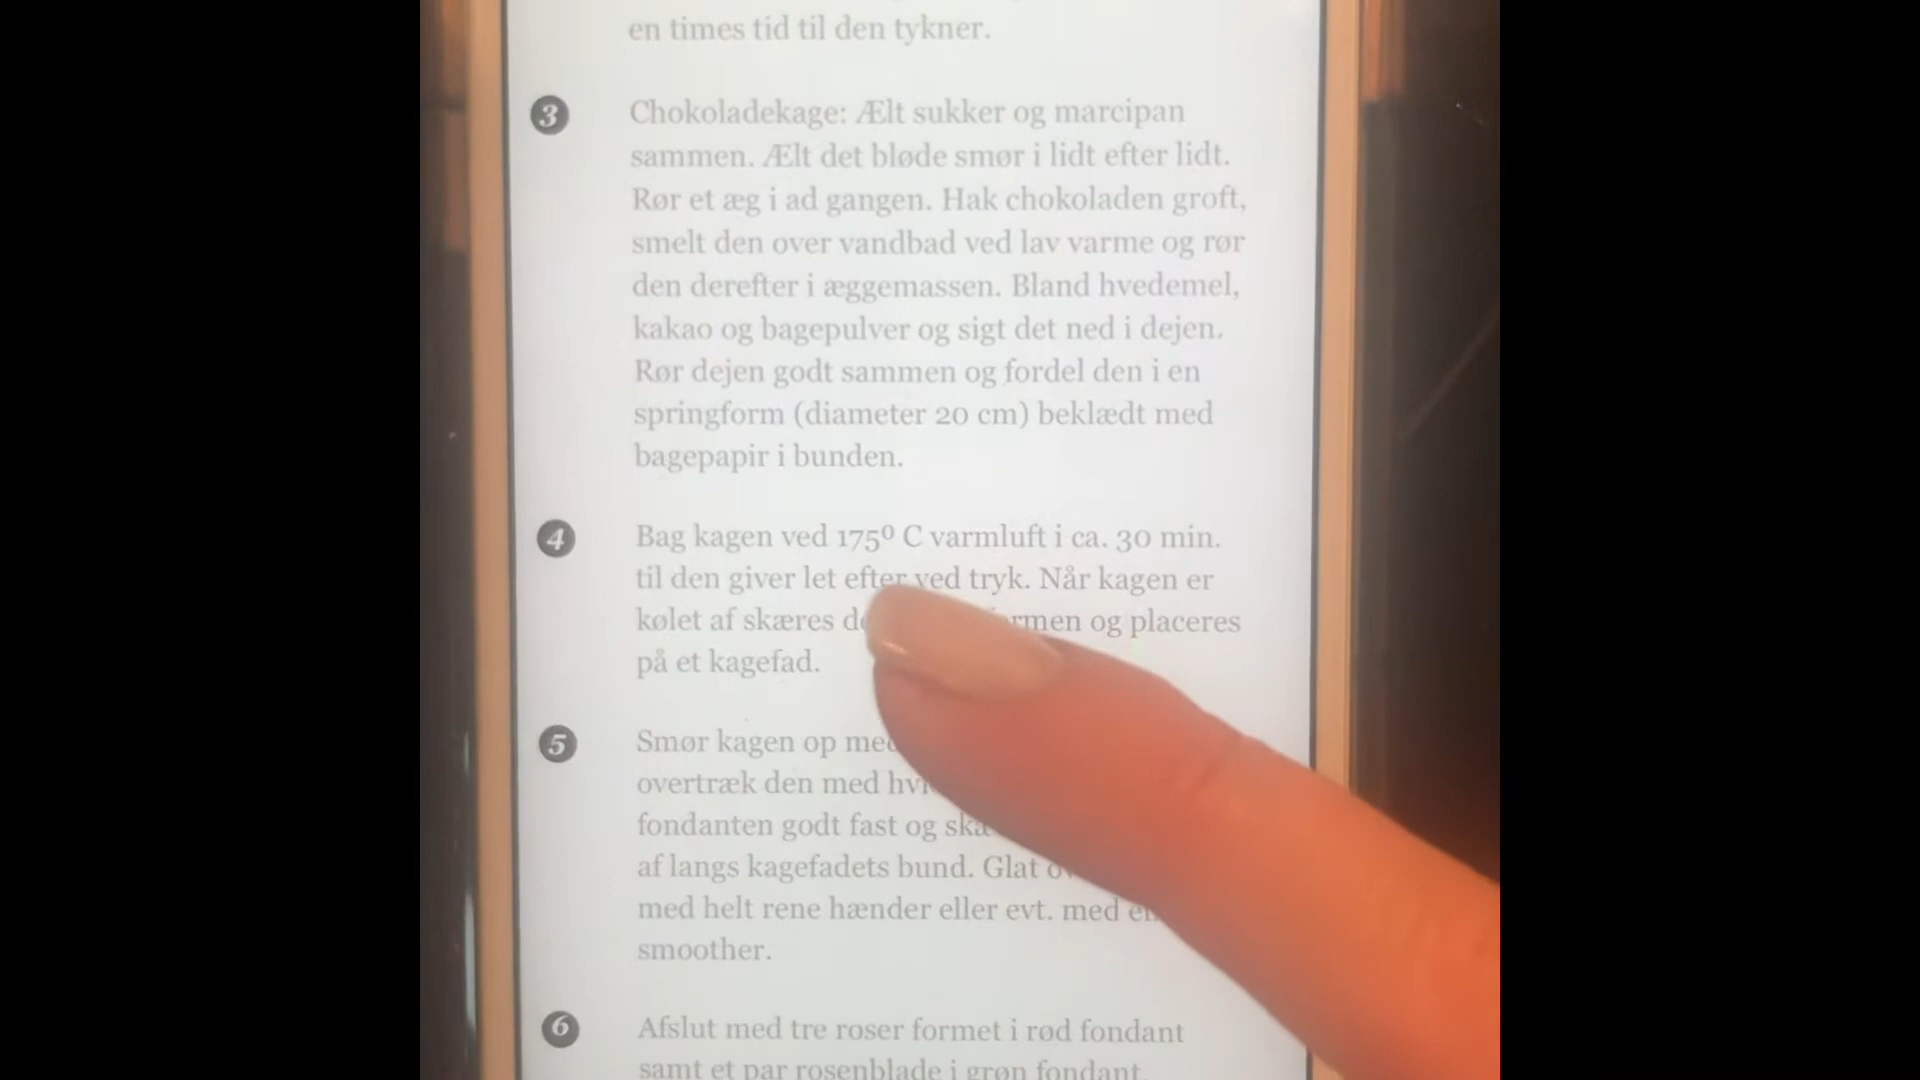 en times tid til den tykner.
3
Chokoladekage: Ælt sukker og marcipan
sammen. Ælt det bløde smør i lidt efter lidt.
Rør et æg i ad gangen. Hak chokoladen groft,
smelt den over vandbad ved lav varme og rør
den derefter i æggemassen. Bland hvedemel,
kakao og bagepulver og sigt det ned i dejen.
Rør dejen godt sammen og fordel den i en
springform (diameter 20 cm) beklædt med
bagepapir i bunden.
4
Bag kagen ved 175º C varmluft i ca. 30 min.
til den giver let efter ved tryk. Når kagen er
kølet af skæres og placeres
på et kagefad.
5
Smør kagen op
overtræk den med
fondanten godt fast og
af langs kagefadets bund. Glat
med helt rene hænder eller evt. med
smoother.
6
Afslut med tre roser formet i rød fondant
samt et par rosenblade i grøn fondant.